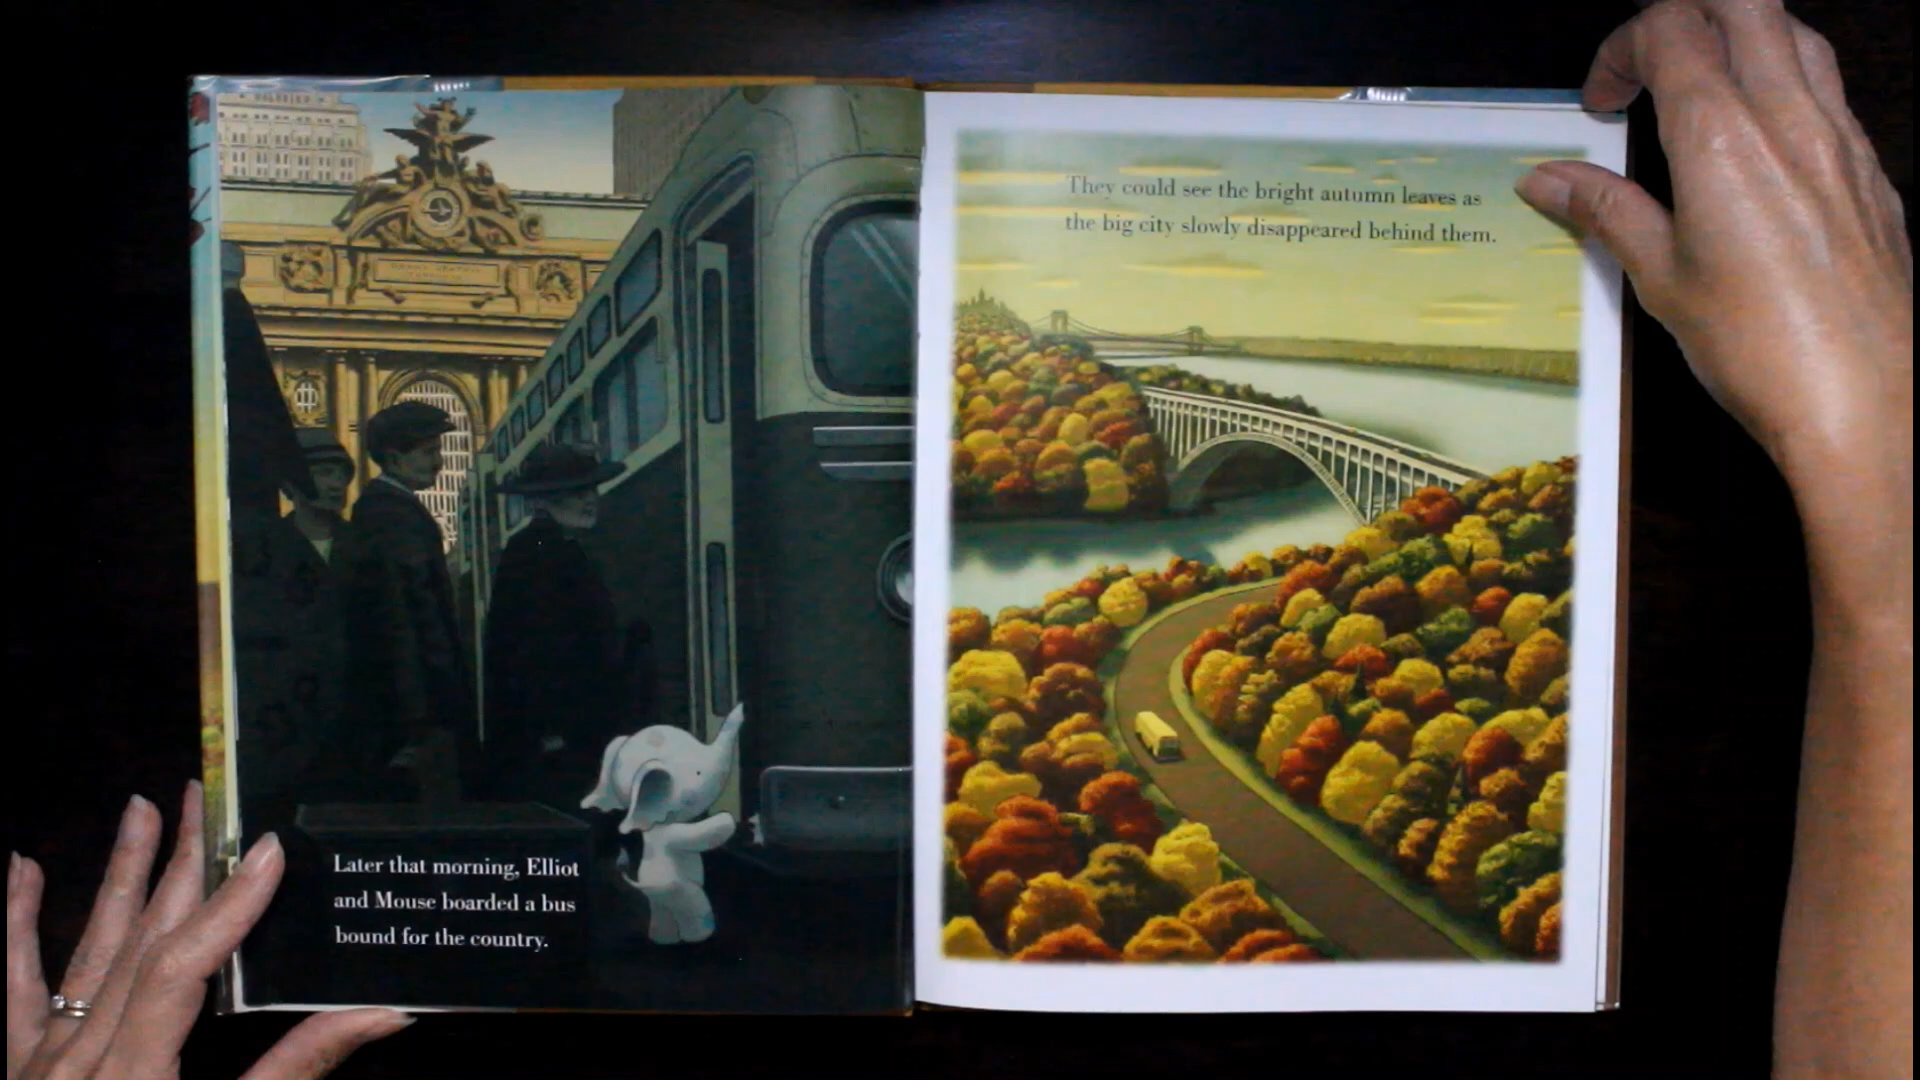 Later that morning, Elliot
and Mouse boarded a bus
bound for the country.
They could see the bright autumn leaves as
the big city slowly disappeared behind them.